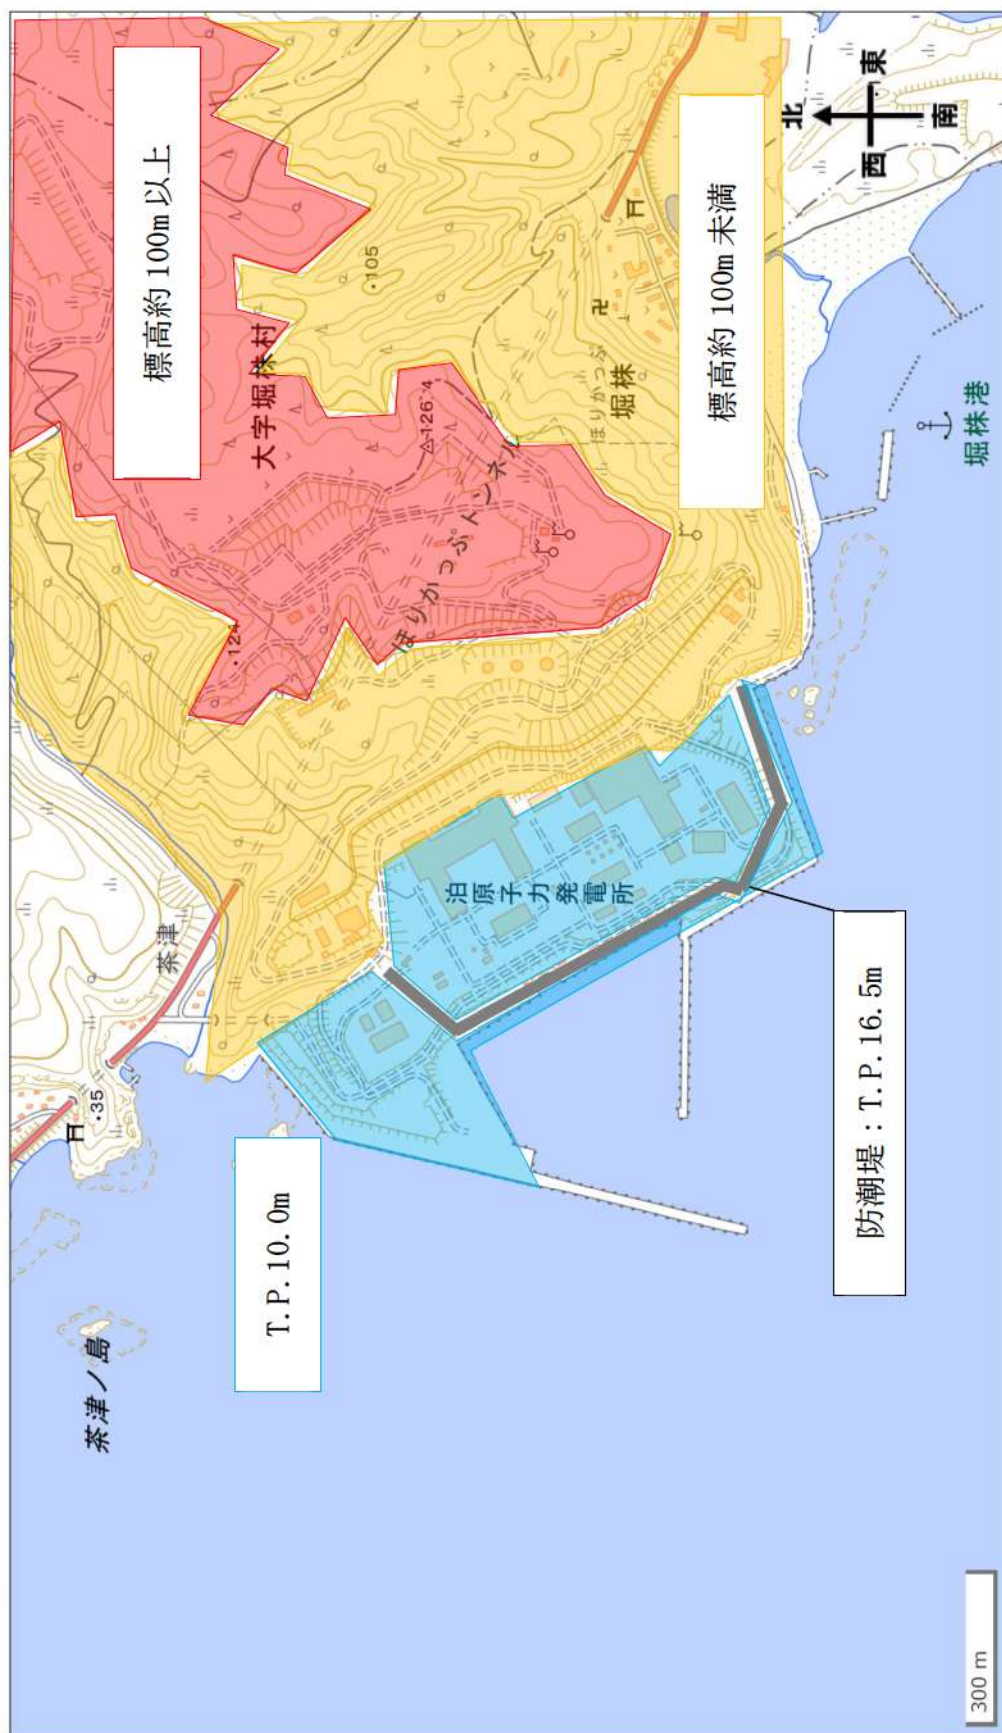 茶津ノ島
35
茶津
標高約100m以上
・124
大字堀株村
T.P.10.0m
・105
126.4
ほりかっぷトンネル
泊原子力発電所
ほりかっぷ
堀株
標高約100m未満
防潮堤:T.P.16.5m
北
西 東
南
堀株港
300 m